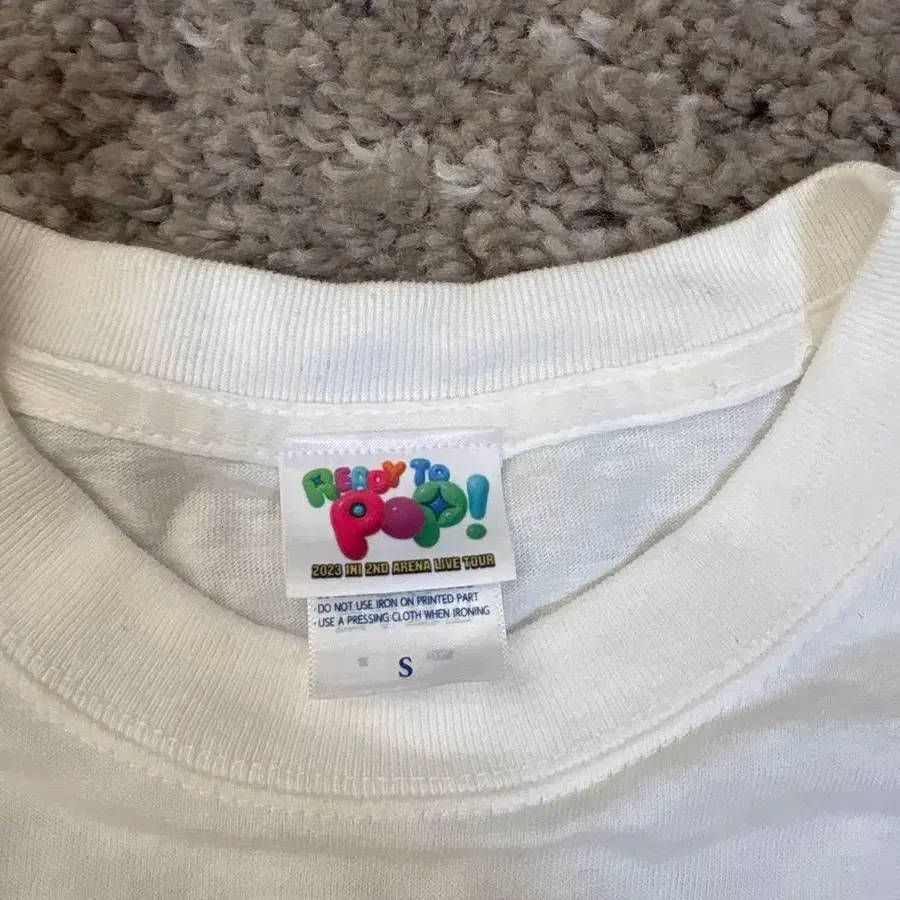 READY TO
POP!
2023 INI 2ND ARENA LIVE TOUR
DO NOT USE IRON ON PRINTED PART
・USE A PRESSING CLOTH WHEN IRONING
S